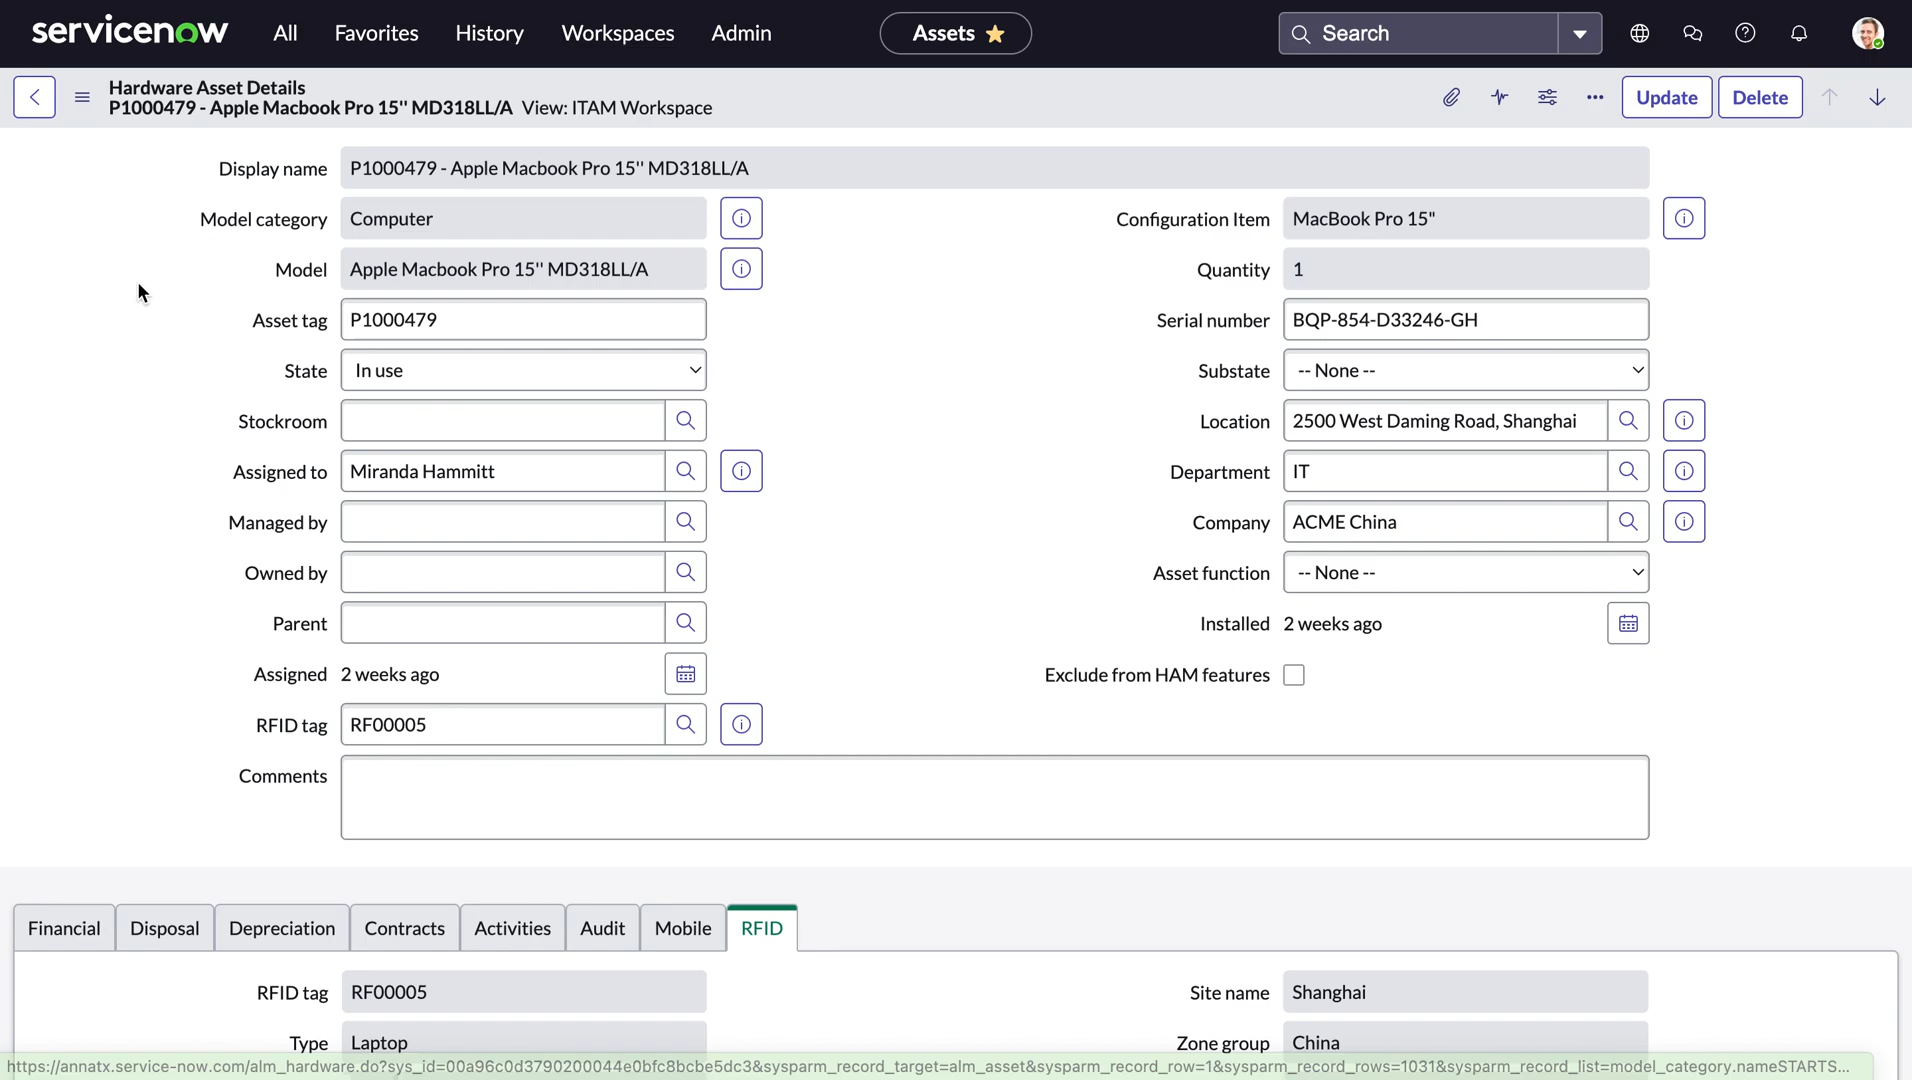 servicenow All Favorites History Workspaces Admin Assets Search
Hardware Asset Details
P1000479 - Apple Macbook Pro 15'' MD318LL/A View: ITAM Workspace Update Delete
Display name P1000479 - Apple Macbook Pro 15'' MD318LL/A
Model category Computer Configuration Item MacBook Pro 15"
Model Apple Macbook Pro 15'' MD318LL/A Quantity 1
Asset tag P1000479 Serial number BQP-854-D33246-GH
State In use Substate -- None --
Stockroom Location 2500 West Daming Road, Shanghai
Assigned to Miranda Hammitt Department IT
Managed by Company ACME China
Owned by Asset function -- None --
Parent Installed 2 weeks ago
Assigned 2 weeks ago Exclude from HAM features
RFID tag RF00005
Comments
Financial Disposal Depreciation Contracts Activities Audit Mobile RFID
RFID tag RF00005 Site name Shanghai
Type Laptop Zone group China
https://annatx.service-now.com/alm_hardware.do?sys_id=00a96c0d3790200044e0bfc8bcbe5dc3&sysparm_record_target=alm_asset&sysparm_record_row=1&sysparm_record_rows=1031&sysparm_record_list=model_category.nameSTARTS...